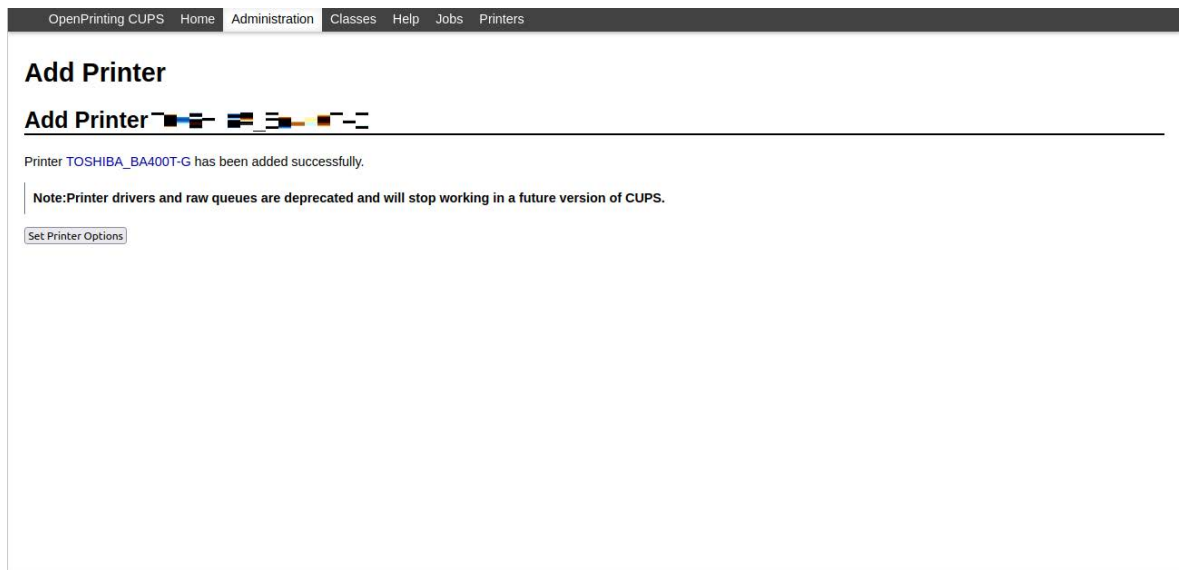 OpenPrinting CUPS Home Administration Classes Help Jobs Printers
Add Printer
Add Printer
Printer TOSHIBA_BA400T-G has been added successfully.
Note:Printer drivers and raw queues are deprecated and will stop working in a future version of CUPS.
Set Printer Options